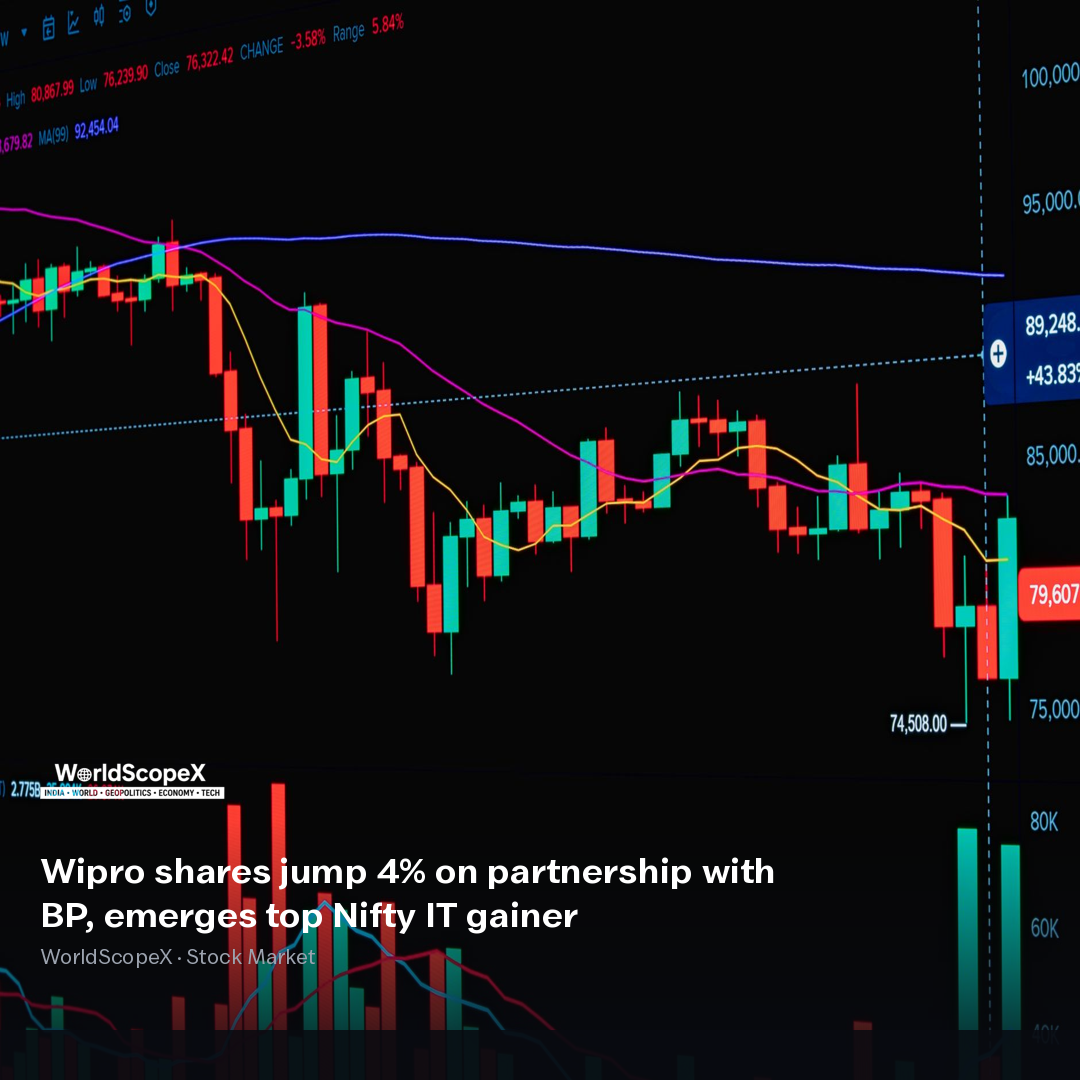 High 80,867.99 Low 76,239.90 Close 76,322.42 CHANGE -3.58% Range 5.84%
,679.82 MA(99) 92,454.04
100,000
95,000.
89,248.
+43.83%
85,000.
79,607
74,508.00
75,000
2.775B
WorldScopeX
INDIA • WORLD • GEOPOLITICS • ECONOMY • TECH
80K
Wipro shares jump 4% on partnership with
BP, emerges top Nifty IT gainer
60K
WorldScopeX · Stock Market
40K